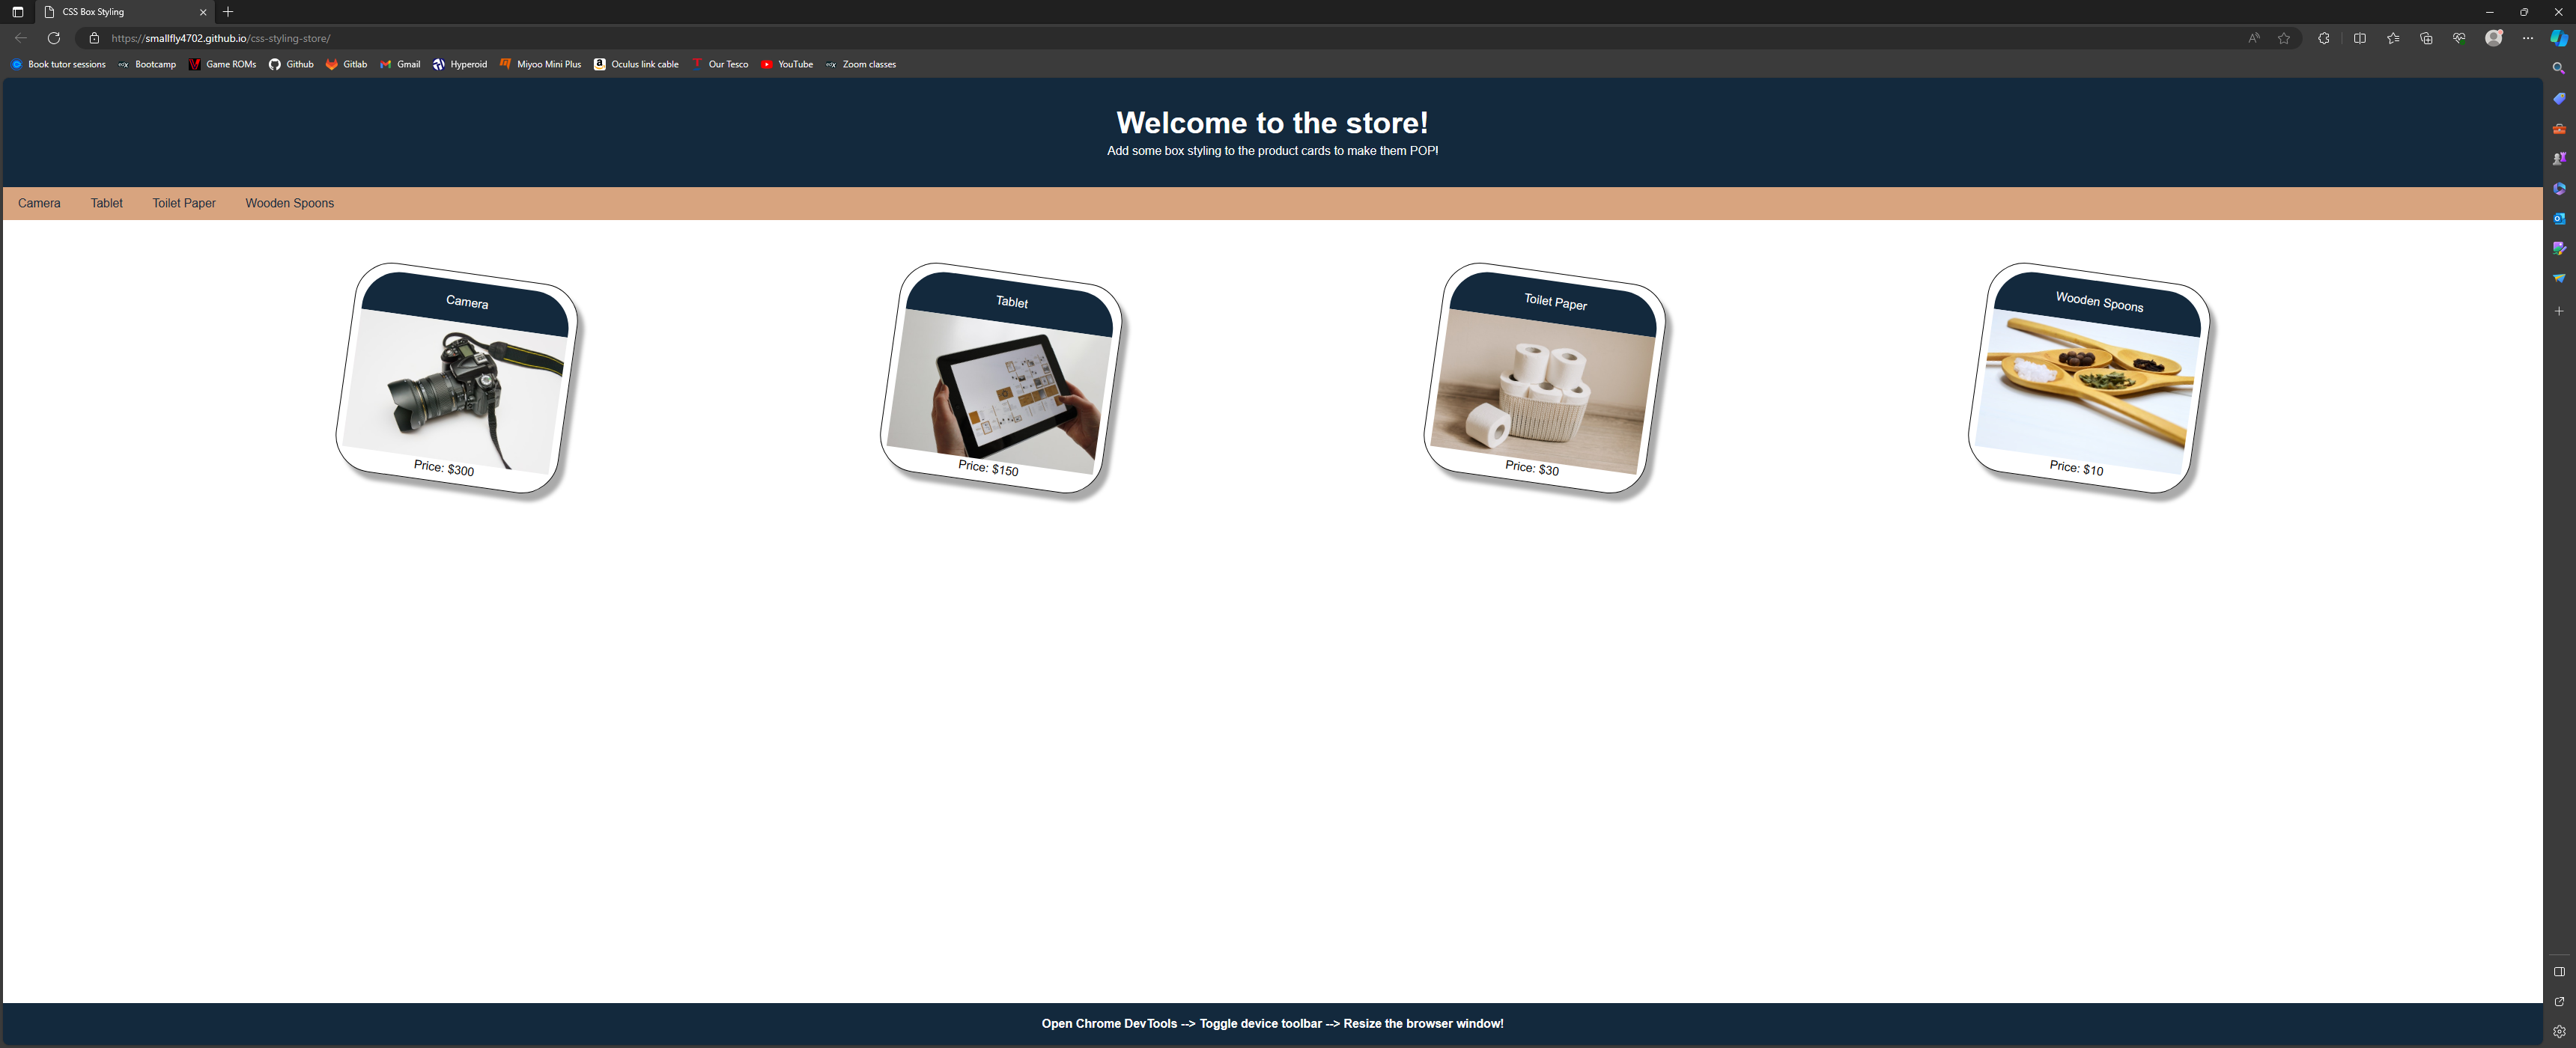 CSS Box Styling
https://smallfly4702.github.io/css-styling-store/
Book tutor sessions edX Bootcamp Game ROMs Github Gitlab Gmail Hyperoid Miyoo Mini Plus Oculus link cable Our Tesco YouTube edX Zoom classes
Welcome to the store!
Add some box styling to the product cards to make them POP!
Camera Tablet Toilet Paper Wooden Spoons
Camera
Price: $300
Tablet
Price: $150
Toilet Paper
Price: $30
Wooden Spoons
Price: $10
Open Chrome DevTools --> Toggle device toolbar --> Resize the browser window!